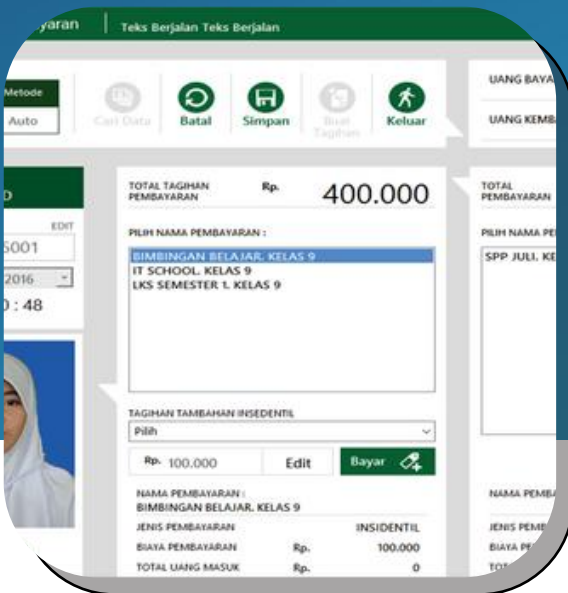 yaran
Teks Berjalan Teks Berjalan
Metode
Auto
Cari Data
Batal
Simpan
Buat
Tagihan
Keluar
UANG BAYA
UANG KEMB
EDIT
5001
2016
0 : 48
TOTAL TAGIHAN
PEMBAYARAN
Rp.
400.000
PILIH NAMA PEMBAYARAN :
BIMBINGAN BELAJAR. KELAS 9
IT SCHOOL. KELAS 9
LKS SEMESTER 1. KELAS 9
TAGIHAN TAMBAHAN INSEDENTIL
Pilih
Rp. 100.000
Edit
Bayar
NAMA PEMBAYARAN :
BIMBINGAN BELAJAR. KELAS 9
JENIS PEMBAYARAN INSIDENTIL
BIAYA PEMBAYARAN Rp. 100.000
TOTAL UANG MASUK Rp. 0
TOTAL
PEMBAYARAN
PILIH NAMA PE
SPP JULI. KE
NAMA PEMBA
JENIS PEMB
BIAYA PE
TOT